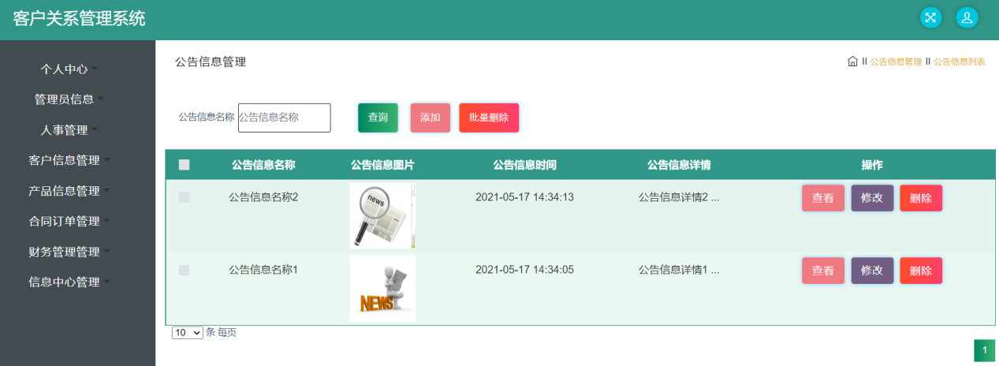 客户关系管理系统
个人中心
管理员信息
人事管理
客户信息管理
产品信息管理
合同订单管理
财务管理管理
信息中心管理
公告信息管理
II 公告信息管理 II 公告信息列表
公告信息名称 公告信息名称 查询 添加 批量删除
公告信息名称 公告信息图片 公告信息时间 公告信息详情 操作
公告信息名称2 news 2021-05-17 14:34:13 公告信息详情2 ... 查看 修改 删除
公告信息名称1 NEWS 2021-05-17 14:34:05 公告信息详情1 ... 查看 修改 删除
10 条 每页
1